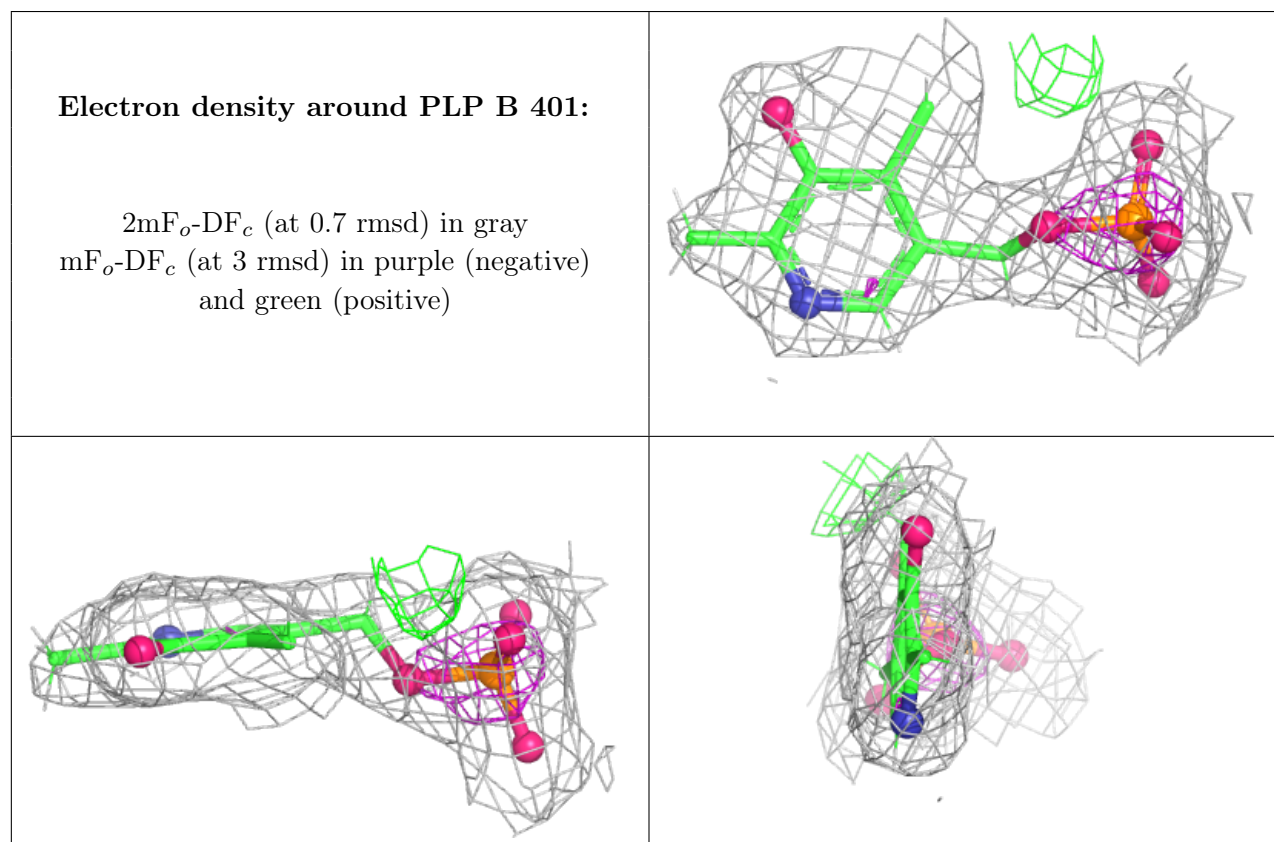 Electron density around PLP B 401:
2mFo-DFc (at 0.7 rmsd) in gray
mFo-DFc (at 3 rmsd) in purple (negative)
and green (positive)